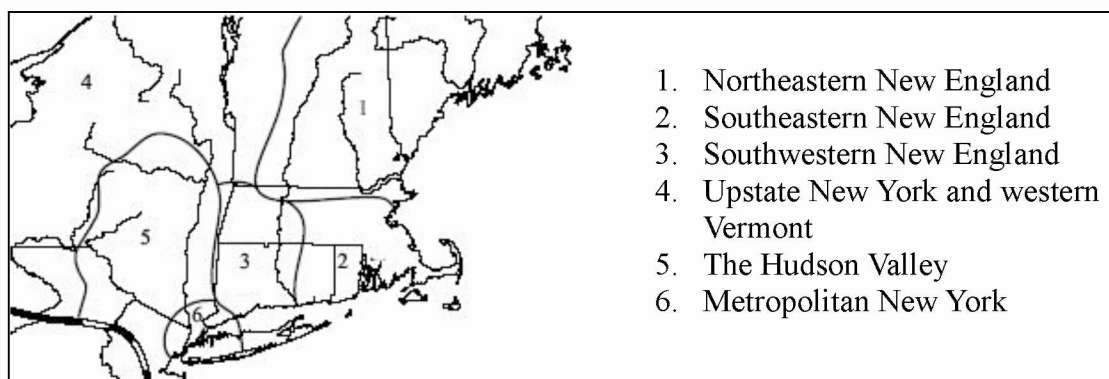 4
1
5
3
2
6
1. Northeastern New England
2. Southeastern New England
3. Southwestern New England
4. Upstate New York and western
Vermont
5. The Hudson Valley
6. Metropolitan New York